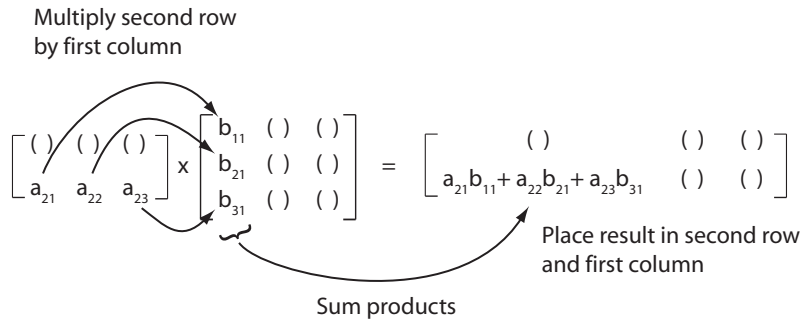 Multiply second row
by first column
( ) ( ) ( )
a21 a22 a23
x
b11 ( ) ( )
b21 ( ) ( )
b31 ( ) ( )
=
( ) ( ) ( )
a21b11+ a22b21+ a23b31 ( ) ( )
Place result in second row
and first column
Sum products